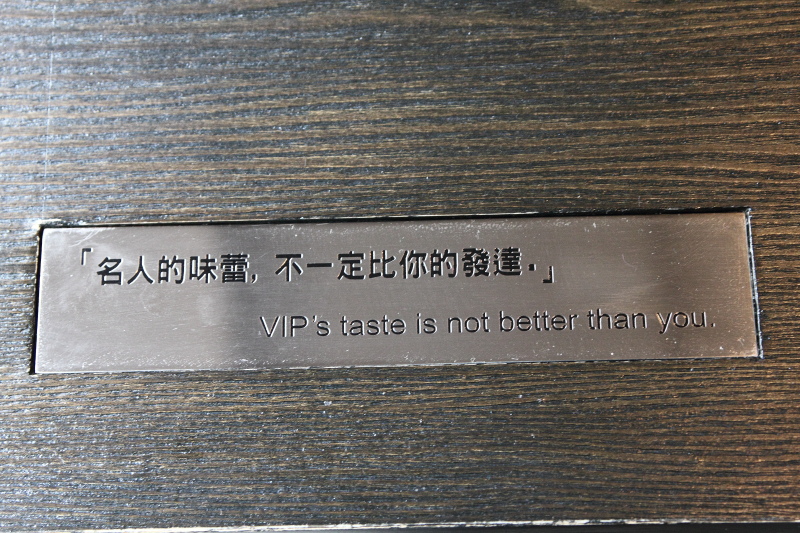 「名人的味蕾, 不一定比你的發達.」
VIP's taste is not better than you.